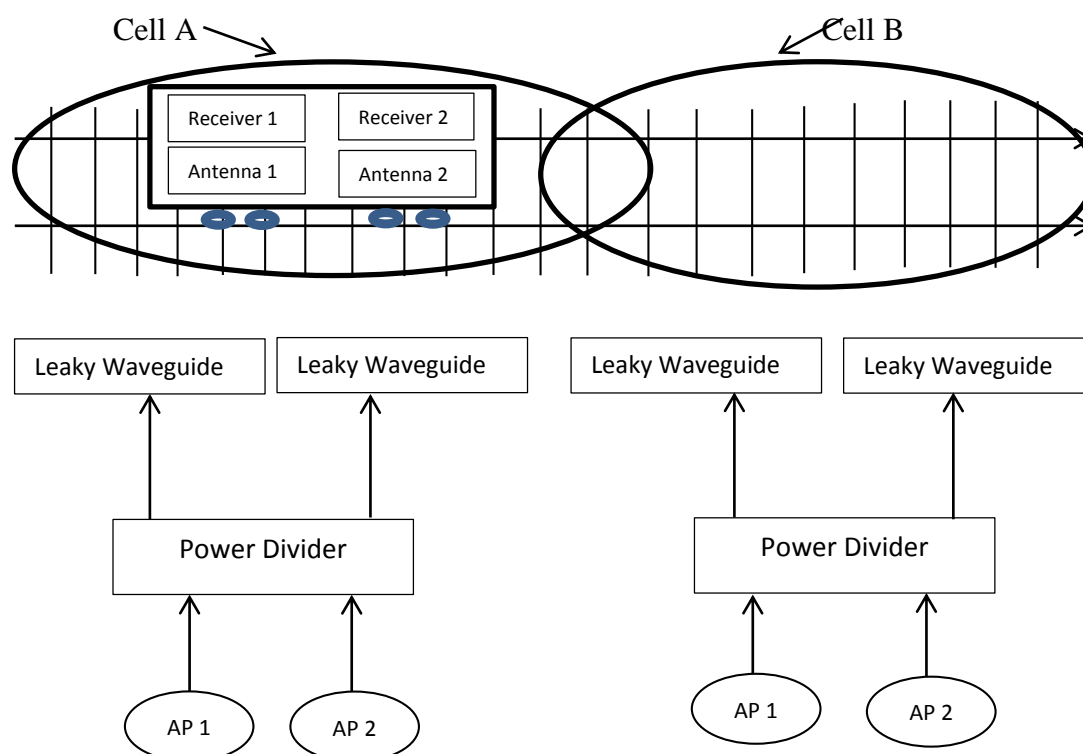 Cell A
Cell B
Receiver 1
Receiver 2
Antenna 1
Antenna 2
Leaky Waveguide
Leaky Waveguide
Leaky Waveguide
Leaky Waveguide
Power Divider
Power Divider
AP 1
AP 2
AP 1
AP 2